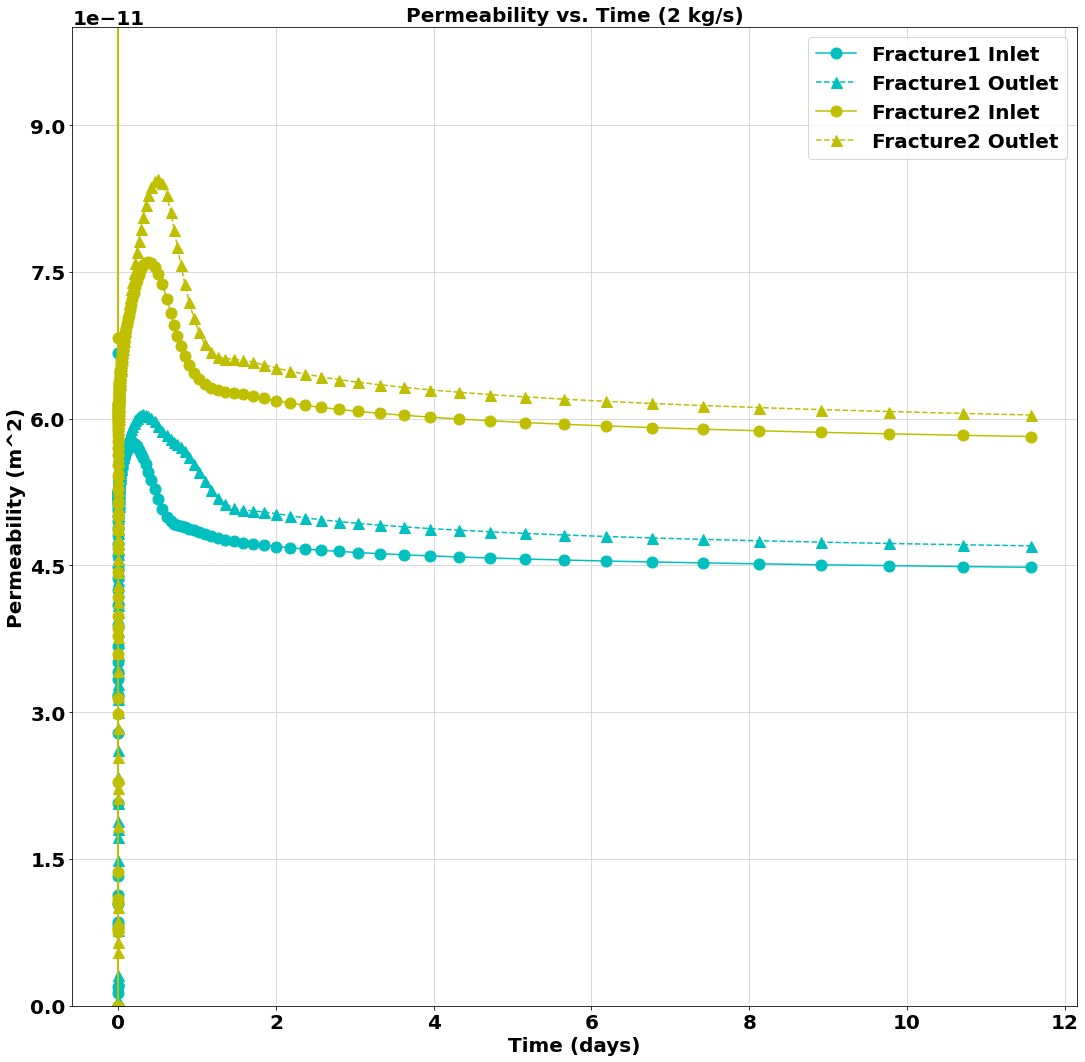 Permeability vs. Time (2 kg/s)
1e−11
Fracture1 Inlet
Fracture1 Outlet
Fracture2 Inlet
Fracture2 Outlet
9.0
7.5
6.0
4.5
3.0
1.5
0.0
Permeability (m^2)
0 2 4 6 8 10 12
Time (days)